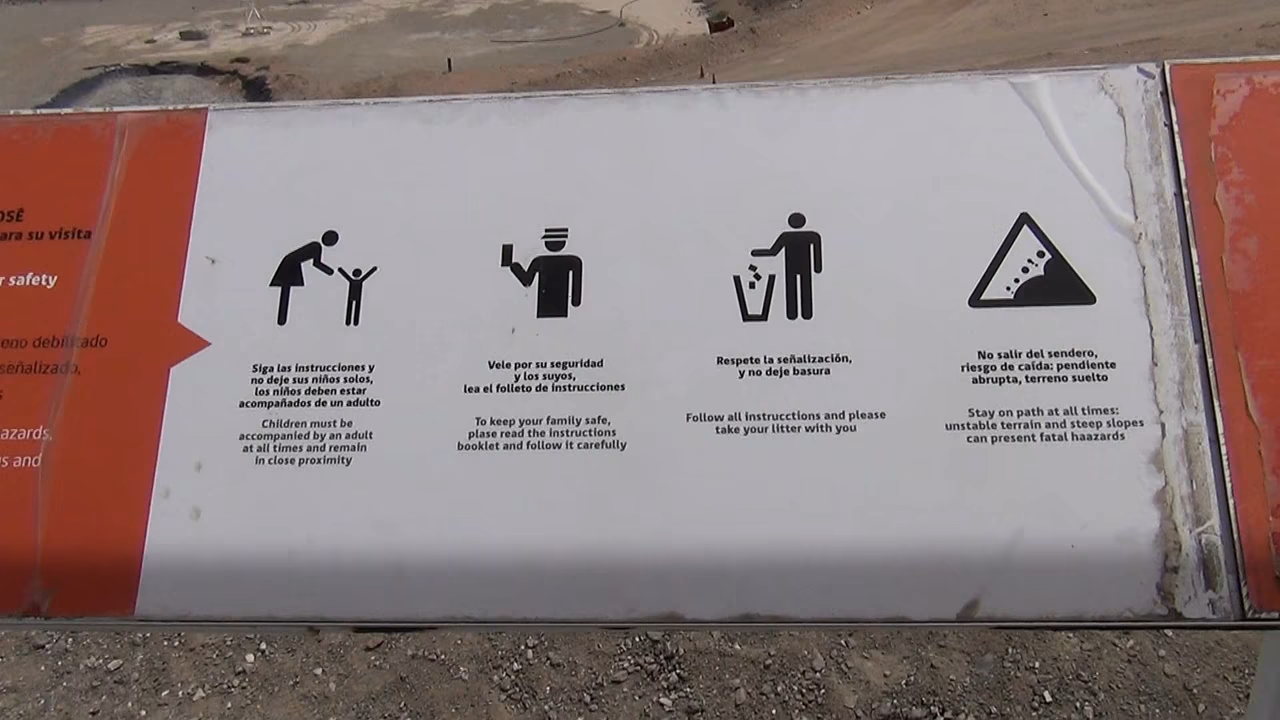 OSÉ
ara su visita
r safety
eno debilitado
señalizado,
s
azards,
s and
Siga las instrucciones y
no deje sus niños solos,
los niños deben estar
acompañados de un adulto
Children must be
accompanied by an adult
at all times and remain
in close proximity
Vele por su seguridad
y los suyos,
lea el folleto de instrucciones
To keep your family safe,
plase read the instructions
booklet and follow it carefully
Respete la señalización,
y no deje basura
Follow all instrucctions and please
take your litter with you
No salir del sendero,
riesgo de caída: pendiente
abrupta, terreno suelto
Stay on path at all times:
unstable terrain and steep slopes
can present fatal haazards